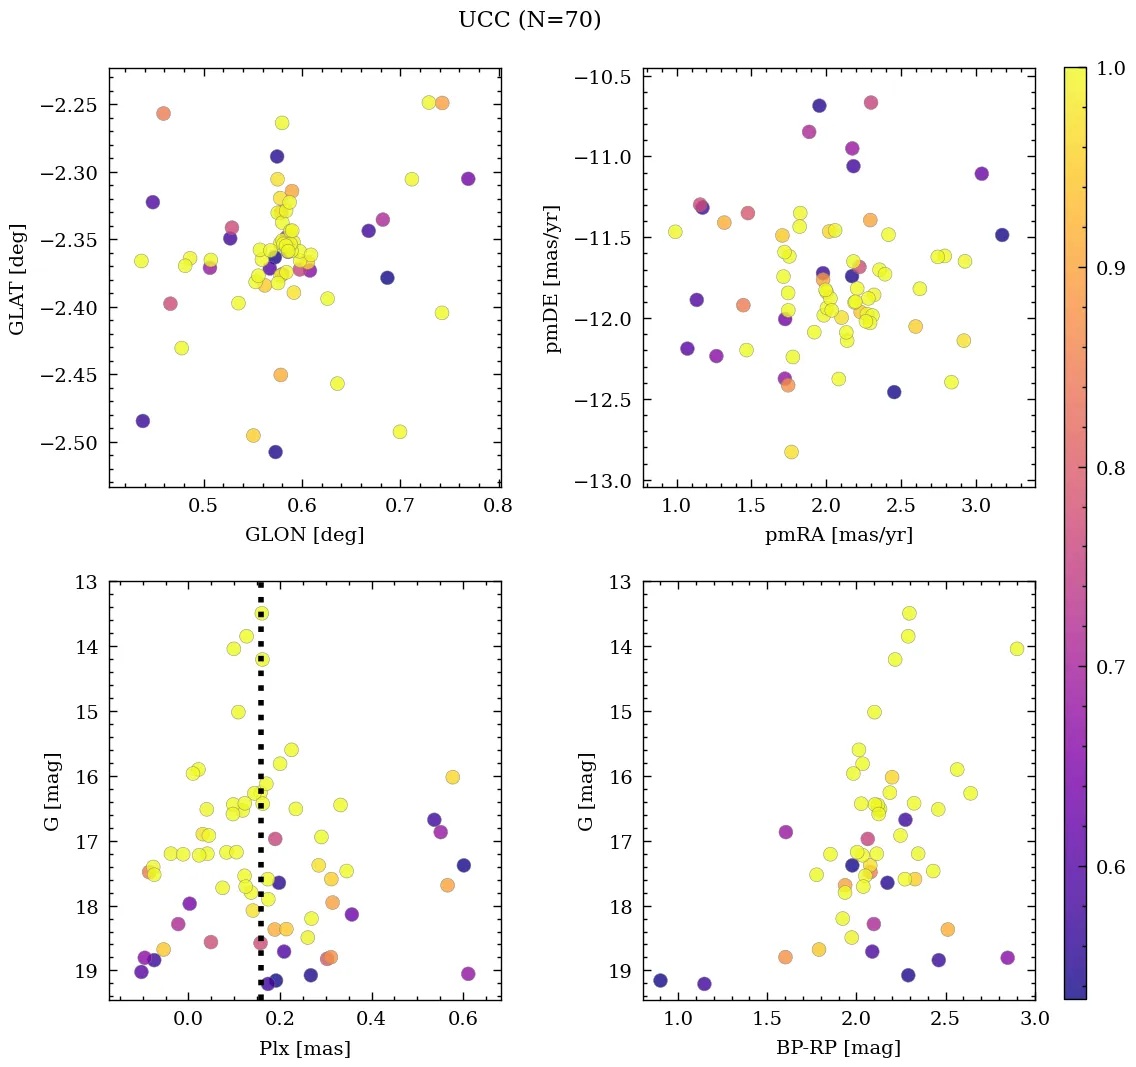 UCC (N=70)
−2.25
−2.30
−2.35
−2.40
−2.45
−2.50
GLAT [deg]
0.5 0.6 0.7 0.8
GLON [deg]
−10.5
−11.0
−11.5
−12.0
−12.5
−13.0
pmDE [mas/yr]
1.0 1.5 2.0 2.5 3.0
pmRA [mas/yr]
13
14
15
16
17
18
19
G [mag]
0.0 0.2 0.4 0.6
Plx [mas]
13
14
15
16
17
18
19
G [mag]
1.0 1.5 2.0 2.5 3.0
BP-RP [mag]
1.0
0.9
0.8
0.7
0.6